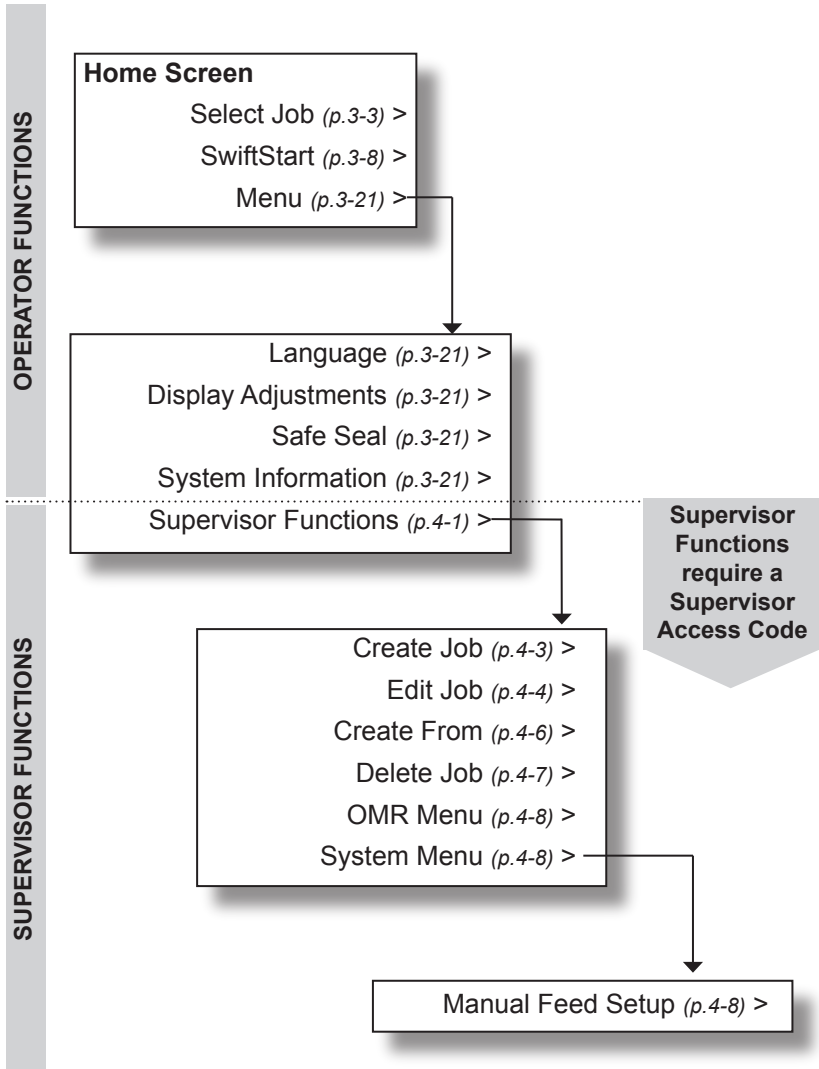 OPERATOR FUNCTIONS
Home Screen
Select Job (p.3-3) >
SwiftStart (p.3-8) >
Menu (p.3-21) >
Language (p.3-21) >
Display Adjustments (p.3-21) >
Safe Seal (p.3-21) >
System Information (p.3-21) >
Supervisor Functions (p.4-1) >
Supervisor
Functions
require a
Supervisor
Access Code
SUPERVISOR FUNCTIONS
Create Job (p.4-3) >
Edit Job (p.4-4) >
Create From (p.4-6) >
Delete Job (p.4-7) >
OMR Menu (p.4-8) >
System Menu (p.4-8) >
Manual Feed Setup (p.4-8) >